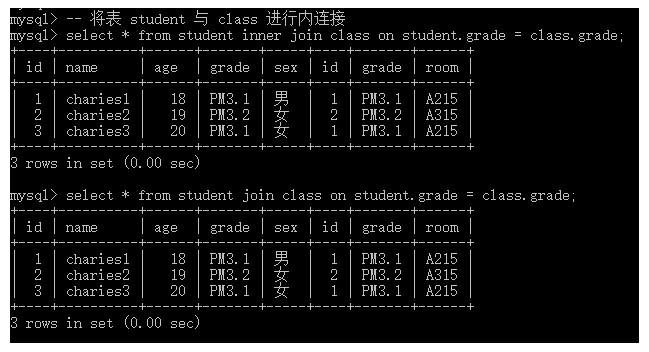 mysql> -- 将表 student 与 class 进行内连接
mysql> select * from student inner join class on student.grade = class.grade;
+----+----------+------+-------+-----+----+-------+------+
| id | name | age | grade | sex | id | grade | room |
+----+----------+------+-------+-----+----+-------+------+
| 1 | charies1 | 18 | PM3.1 | 男 | 1 | PM3.1 | A215 |
| 2 | charies2 | 19 | PM3.2 | 女 | 2 | PM3.2 | A315 |
| 3 | charies3 | 20 | PM3.1 | 女 | 1 | PM3.1 | A215 |
+----+----------+------+-------+-----+----+-------+------+
3 rows in set (0.00 sec)
mysql> select * from student join class on student.grade = class.grade;
+----+----------+------+-------+-----+----+-------+------+
| id | name | age | grade | sex | id | grade | room |
+----+----------+------+-------+-----+----+-------+------+
| 1 | charies1 | 18 | PM3.1 | 男 | 1 | PM3.1 | A215 |
| 2 | charies2 | 19 | PM3.2 | 女 | 2 | PM3.2 | A315 |
| 3 | charies3 | 20 | PM3.1 | 女 | 1 | PM3.1 | A215 |
+----+----------+------+-------+-----+----+-------+------+
3 rows in set (0.00 sec)